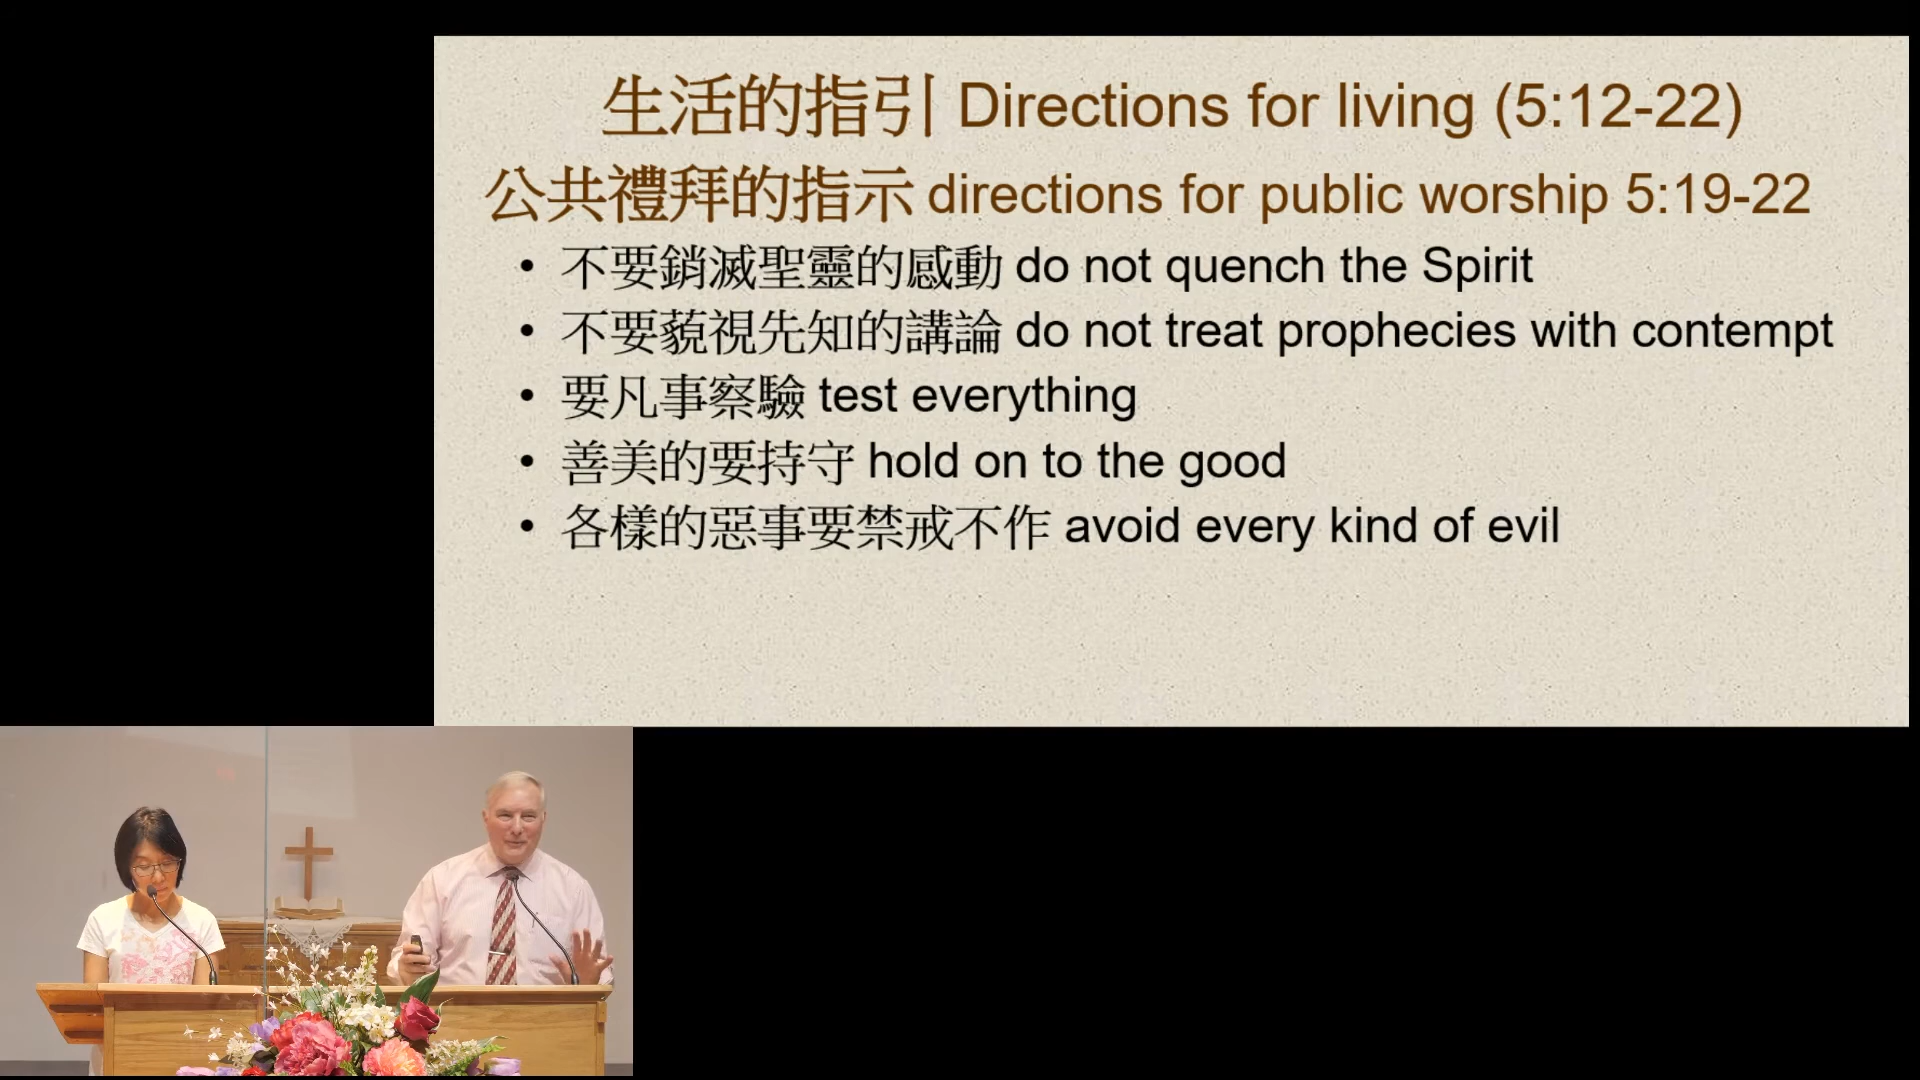 生活的指引 Directions for living (5:12-22)
公共禮拜的指示 directions for public worship 5:19-22
• 不要銷滅聖靈的感動 do not quench the Spirit
• 不要藐視先知的講論 do not treat prophecies with contempt
• 要凡事察驗 test everything
• 善美的要持守 hold on to the good
• 各樣的惡事要禁戒不作 avoid every kind of evil